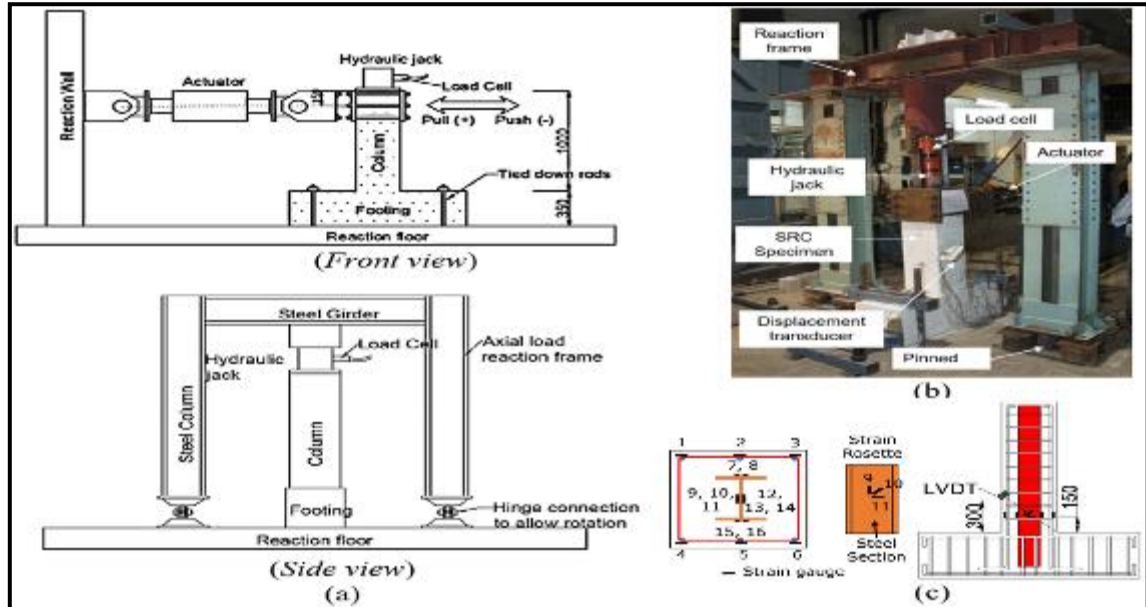 Hydraulic jack
Load Cell
Actuator
150
Pull (+)
Push (-)
Reaction Wall
Column
1000
Tied down rods
Footing
350
Reaction floor
(Front view)
Steel Girder
Load Cell
Hydraulic
jack
Axial load
reaction frame
Steel Column
Column
Footing
Hinge connection
to allow rotation
Reaction floor
(Side view)
(a)
Reaction
frame
Load cell
Actuator
Hydraulic
jack
SRC
Specimen
Displacement
transducer
Pinned
(b)
1 2 3
7, 8
9, 10, 12,
11 13, 14
15, 16
4 5 6
Strain gauge
Strain
Rosette
9 10
11
Steel
Section
LVDT
300
150
(c)